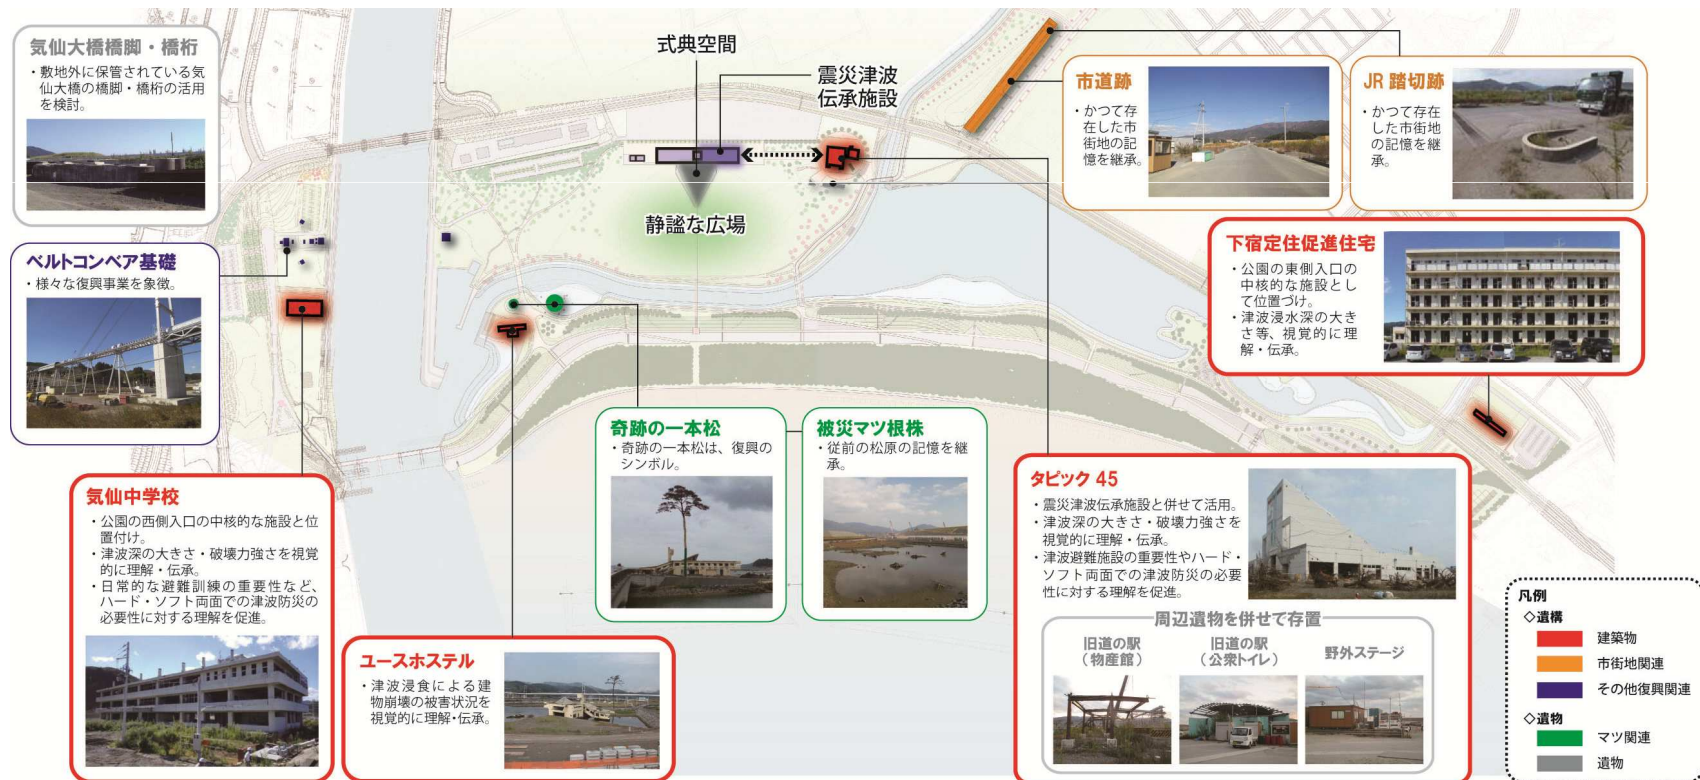 気仙大橋橋脚・橋桁
・敷地外に保管されている気
仙大橋の橋脚・橋桁の活用
を検討。
式典空間
震災津波
伝承施設
静謐な広場
市道跡
・かつて存
在した市
街地の記
憶を継承。
JR 踏切跡
・かつて存
在した市街地
の記憶を継
承。
ベルトコンベア基礎
・様々な復興事業を象徴。
下宿定住促進住宅
・公園の東側入口の
中核的な施設とし
て位置づけ。
・津波浸水深の大き
さ等、視覚的に理
解・伝承。
奇跡の一本松
・奇跡の一本松は、復興の
シンボル。
被災マツ根株
・従前の松原の記憶を継
承。
気仙中学校
・公園の西側入口の中核的な施設と位
置付け。
・津波深の大きさ・破壊力強さを視覚
的に理解・伝承。
・日常的な避難訓練の重要性など、
ハード・ソフト両面での津波防災の
必要性に対する理解を促進。
ユースホステル
・津波浸食による建
物崩壊の被害状況を
視覚的に理解・伝承。
タピック 45
・震災津波伝承施設と併せて活用。
・津波深の大きさ・破壊力強さを
視覚的に理解・伝承。
・津波避難施設の重要性やハード・
ソフト両面での津波防災の必要
性に対する理解を促進。
周辺遺物を併せて存置
旧道の駅
（物産館）
旧道の駅
（公衆トイレ）
野外ステージ
凡例
◇遺構
建築物
市街地関連
その他復興関連
◇遺物
マツ関連
遺物